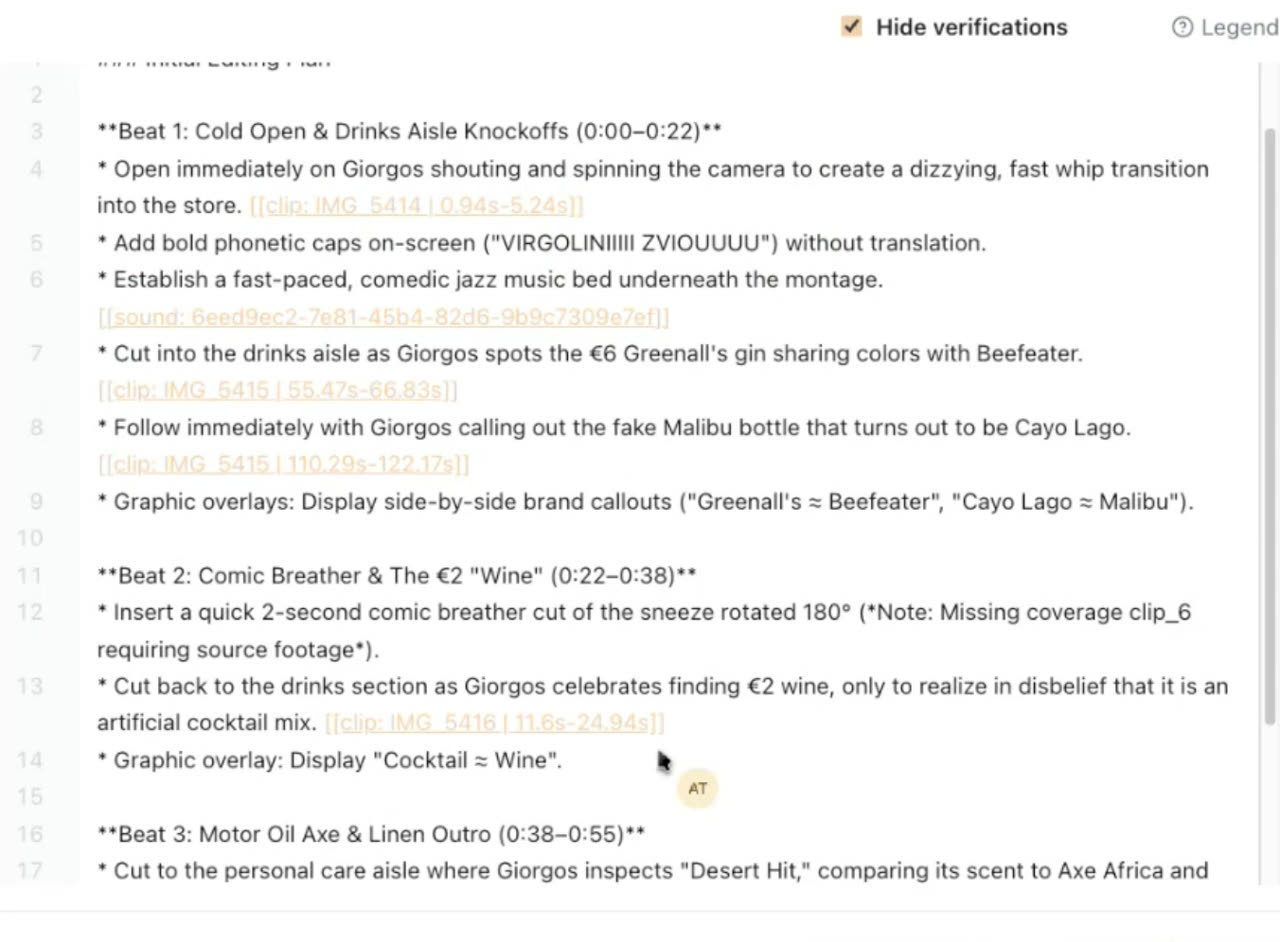 Hide verifications
Legend
### Initial Editing Plan
2
3 **Beat 1: Cold Open & Drinks Aisle Knockoffs (0:00–0:22)**
4 * Open immediately on Giorgos shouting and spinning the camera to create a dizzying, fast whip transition
into the store. [[clip: IMG_5414 | 0.94s-5.24s]]
5 * Add bold phonetic caps on-screen ("VIRGOLINIIIII ZVIOUUUU") without translation.
6 * Establish a fast-paced, comedic jazz music bed underneath the montage.
[[sound: 6eed9ec2-7e81-45b4-82d6-9b9c7309e7ef]]
7 * Cut into the drinks aisle as Giorgos spots the €6 Greenall's gin sharing colors with Beefeater.
[[clip: IMG_5415 | 55.47s-66.83s]]
8 * Follow immediately with Giorgos calling out the fake Malibu bottle that turns out to be Cayo Lago.
[[clip: IMG_5415 | 110.29s-122.17s]]
9 * Graphic overlays: Display side-by-side brand callouts ("Greenall's ≈ Beefeater", "Cayo Lago ≈ Malibu").
10
11 **Beat 2: Comic Breather & The €2 "Wine" (0:22–0:38)**
12 * Insert a quick 2-second comic breather cut of the sneeze rotated 180° (*Note: Missing coverage clip_6
requiring source footage*).
13 * Cut back to the drinks section as Giorgos celebrates finding €2 wine, only to realize in disbelief that it is an
artificial cocktail mix. [[clip: IMG_5416 | 11.6s-24.94s]]
14 * Graphic overlay: Display "Cocktail ≈ Wine".
AT
15
16 **Beat 3: Motor Oil Axe & Linen Outro (0:38–0:55)**
17 * Cut to the personal care aisle where Giorgos inspects "Desert Hit," comparing its scent to Axe Africa and